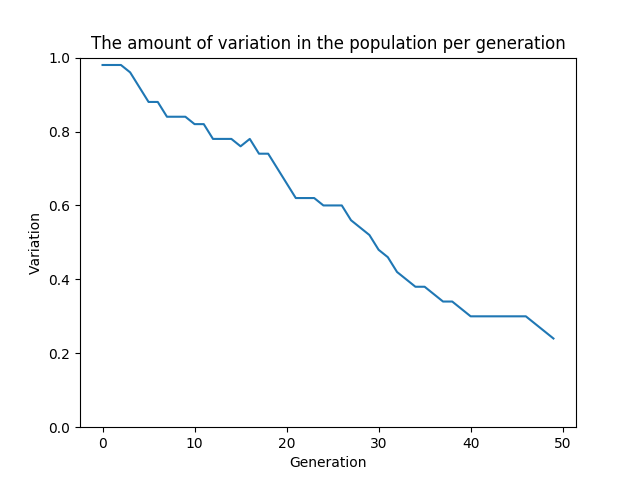 The amount of variation in the population per generation
1.0
0.8
0.6
0.4
0.2
0.0
Variation
0 10 20 30 40 50
Generation